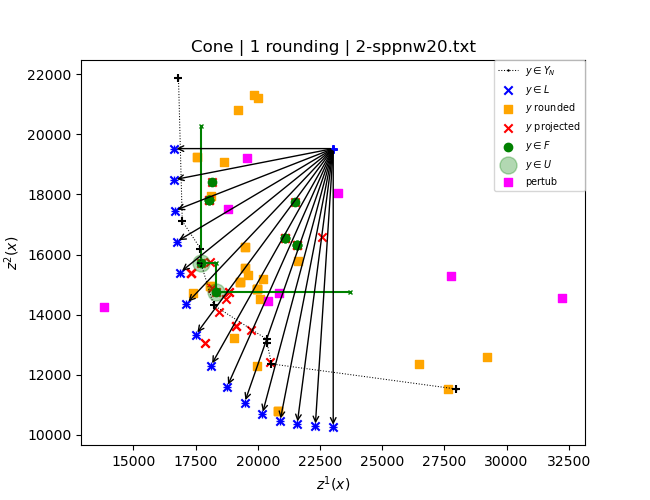 Cone | 1 rounding | 2-sppnw20.txt
22000
20000
18000
16000
14000
12000
10000
z²(x)
y ∈ Y_N
y ∈ L
y rounded
y projected
y ∈ F
y ∈ U
pertub
15000 17500 20000 22500 25000 27500 30000 32500
z¹(x)